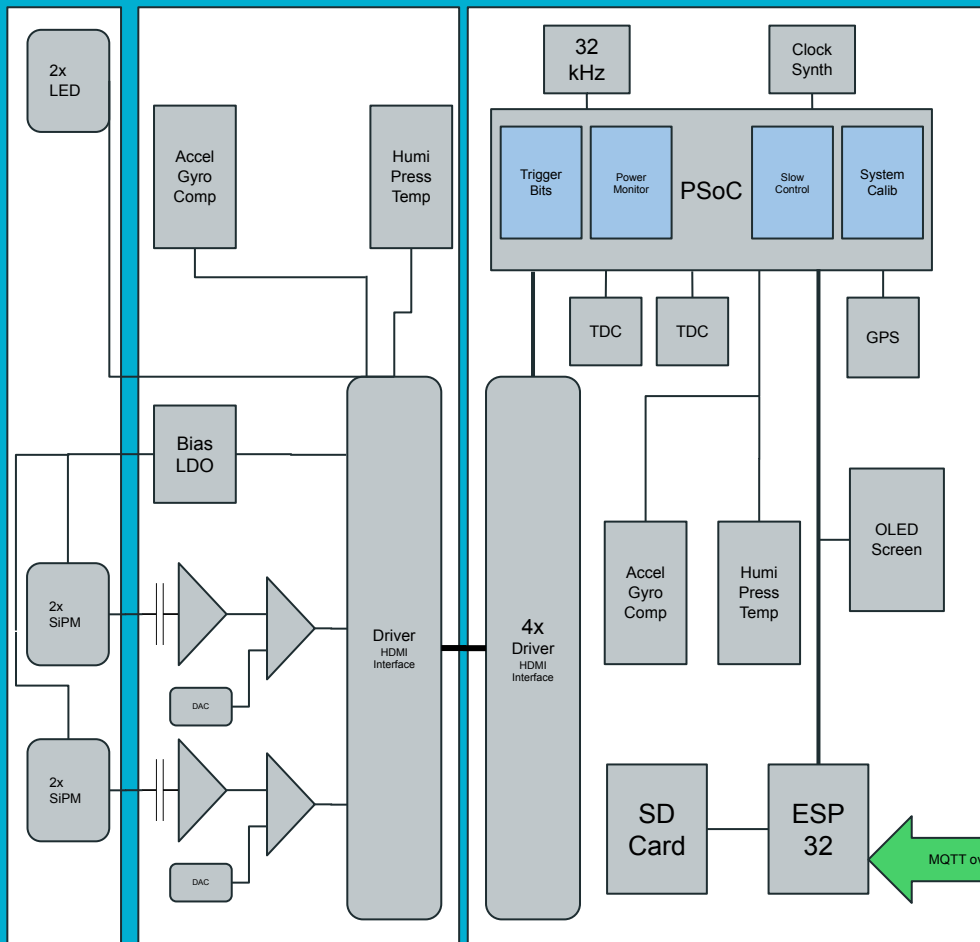 2x
LED
Accel
Gyro
Comp
Humi
Press
Temp
Bias
LDO
2x
SiPM
DAC
2x
SiPM
DAC
Driver
HDMI
Interface
32
kHz
Clock
Synth
Trigger
Bits
Power
Monitor
PSoC
Slow
Control
System
Calib
TDC
TDC
GPS
4x
Driver
HDMI
Interface
Accel
Gyro
Comp
Humi
Press
Temp
OLED
Screen
SD
Card
ESP
32
MQTT ov